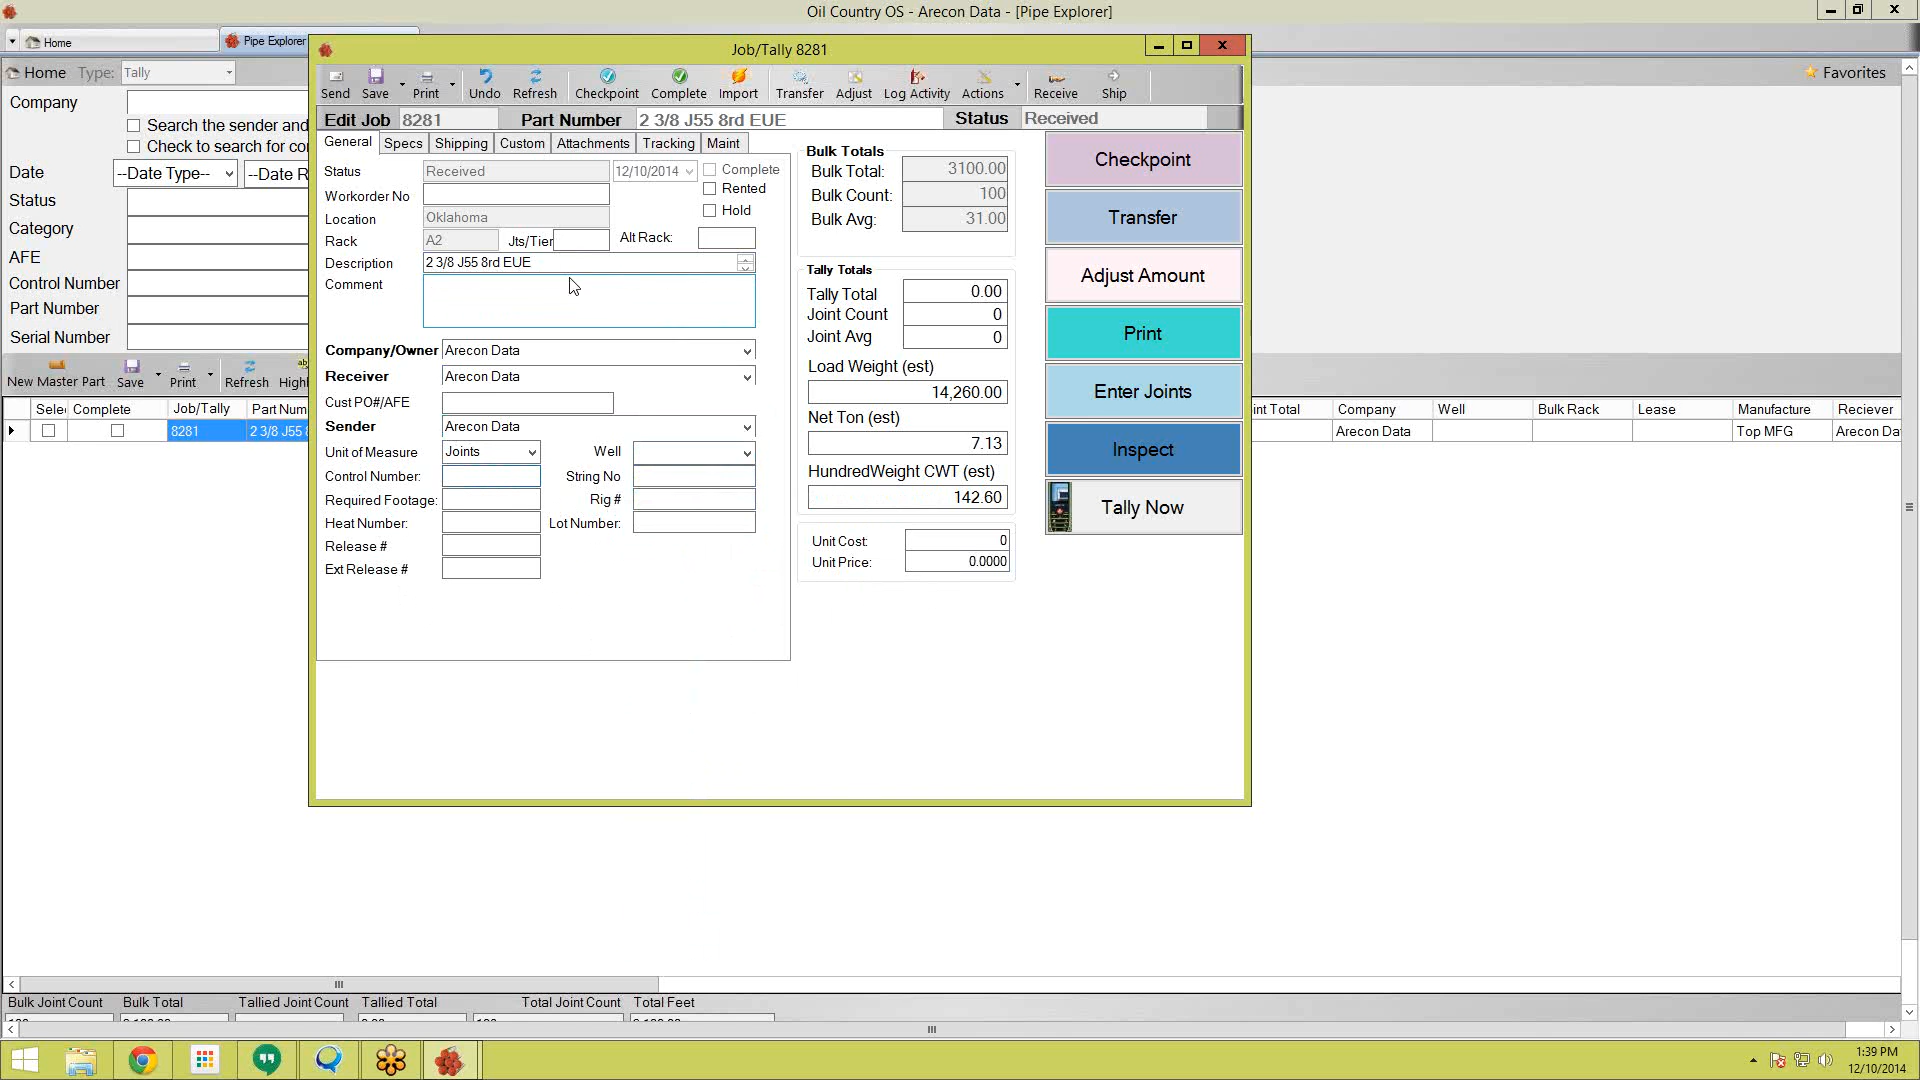 Oil Country OS - Arecon Data - [Pipe Explorer]
Home
Pipe Explorer
Home Type: Tally
Favorites
Company
Search the sender and
Check to search for co
Date --Date Type-- --Date R
Status
Category
AFE
Control Number
Part Number
Serial Number
New Master Part Save Print Refresh Highl
Complete Job/Tally Part Num
8281 2 3/8 J55 8
Job/Tally 8281
Send Save Print Undo Refresh Checkpoint Complete Import Transfer Adjust Log Activity Actions Receive Ship
Edit Job 8281 Part Number 2 3/8 J55 8rd EUE Status Received
General Specs Shipping Custom Attachments Tracking Maint
Status Received 12/10/2014 Complete
Rented
Workorder No
Hold
Location Oklahoma
Rack A2 Jts/Tier Alt Rack:
Description 2 3/8 J55 8rd EUE
Comment
Company/Owner Arecon Data
Receiver Arecon Data
Cust PO#/AFE
Sender Arecon Data
Unit of Measure Joints Well
Control Number: String No
Required Footage: Rig #
Heat Number: Lot Number:
Release #
Ext Release #
Bulk Totals
Bulk Total: 3100.00
Bulk Count: 100
Bulk Avg: 31.00
Tally Totals
Tally Total 0.00
Joint Count 0
Joint Avg 0
Load Weight (est)
14,260.00
Net Ton (est)
7.13
HundredWeight CWT (est)
142.60
Unit Cost: 0
Unit Price: 0.0000
Checkpoint
Transfer
Adjust Amount
Print
Enter Joints
Inspect
Tally Now
int Total Company Well Bulk Rack Lease Manufacture Reciever
Arecon Data Top MFG Arecon Da
Bulk Joint Count Bulk Total Tallied Joint Count Tallied Total Total Joint Count Total Feet
1:39 PM
12/10/2014